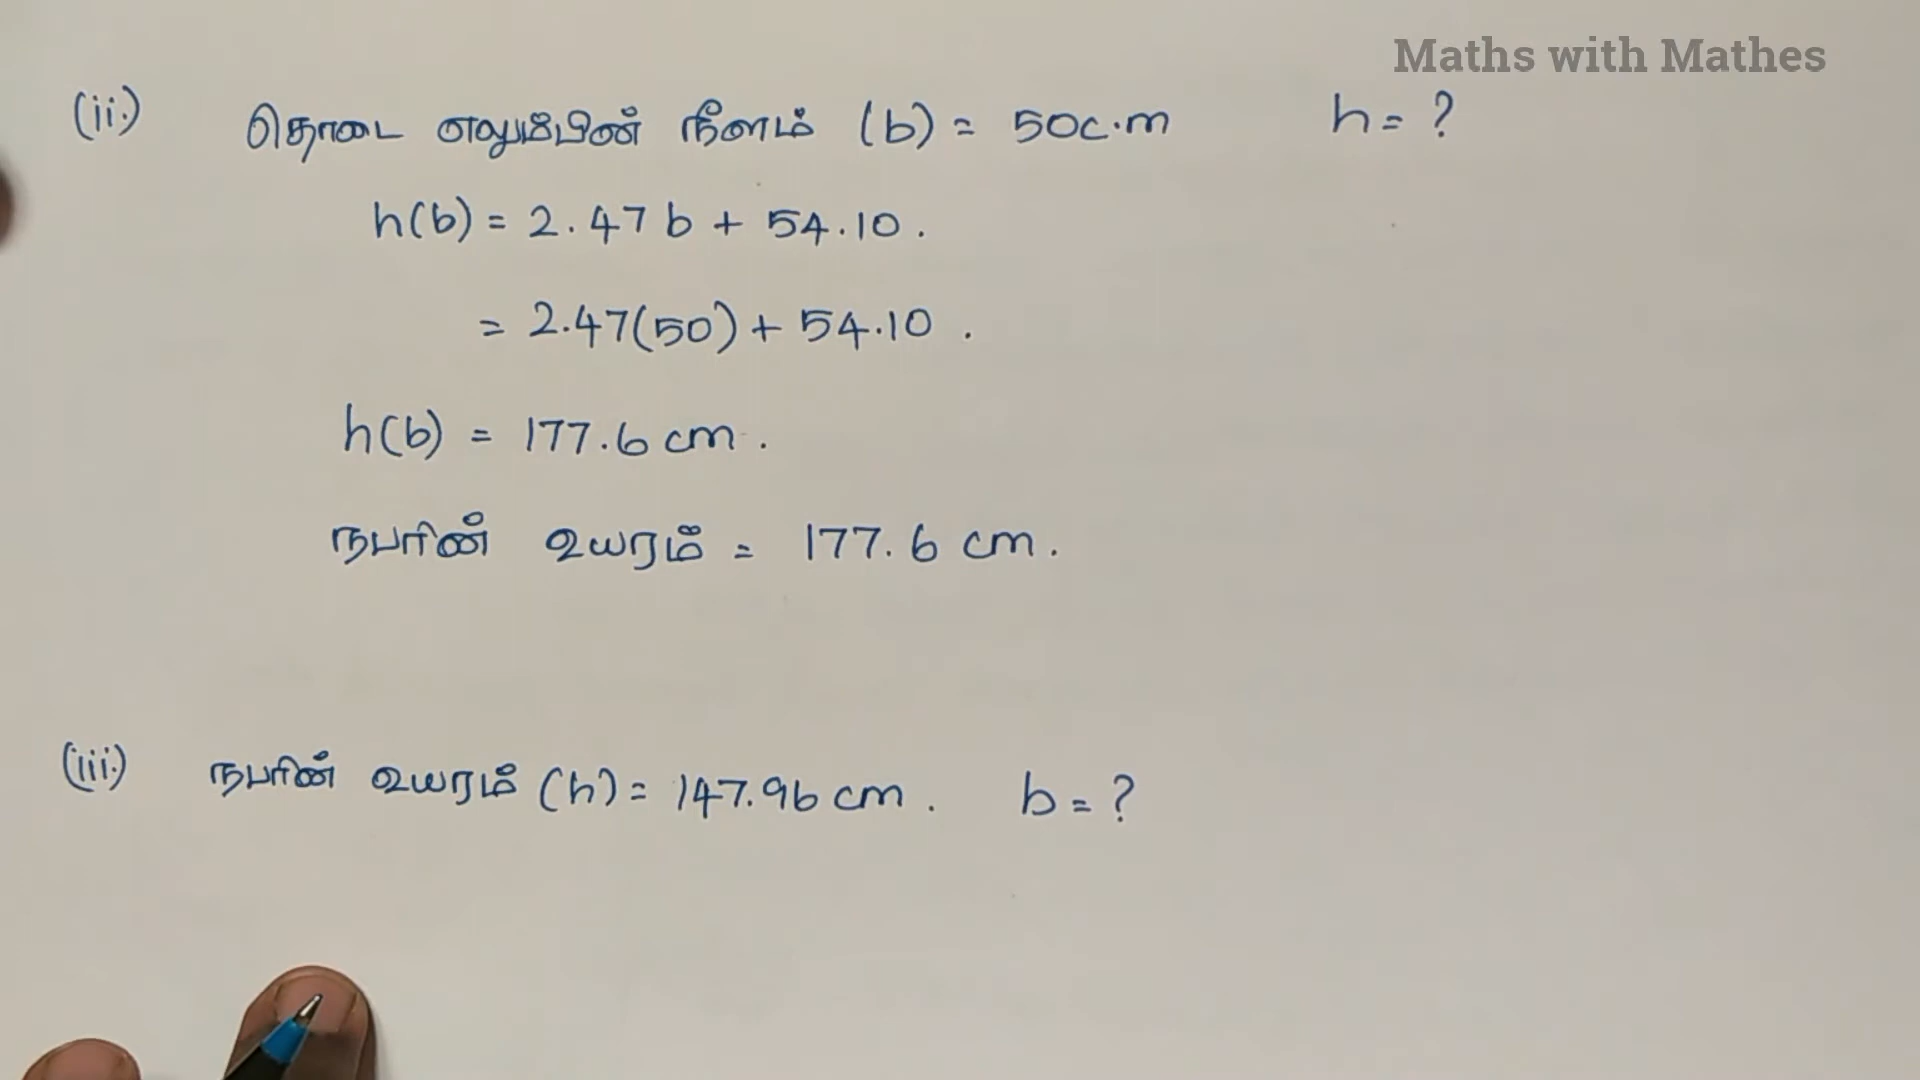 Maths with Mathes
(ii) தொடை எலும்பின் நீளம் (b) = 50c.m h = ?
h(b) = 2.47 b + 54.10.
= 2.47(50) + 54.10.
h(b) = 177.6 cm.
நபரின் உயரம் = 177.6 cm.
(iii) நபரின் உயரம் (h) = 147.96 cm. b = ?